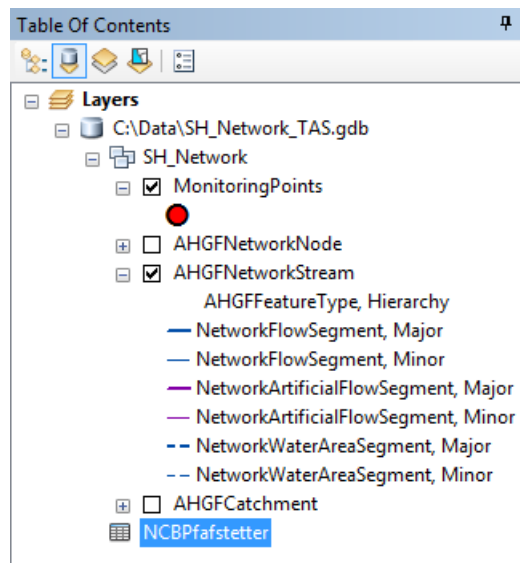 Table Of Contents
Layers
C:\Data\SH_Network_TAS.gdb
SH_Network
MonitoringPoints
AHGFNetworkNode
AHGFNetworkStream
AHGFFeatureType, Hierarchy
NetworkFlowSegment, Major
NetworkFlowSegment, Minor
NetworkArtificialFlowSegment, Major
NetworkArtificialFlowSegment, Minor
NetworkWaterAreaSegment, Major
NetworkWaterAreaSegment, Minor
AHGFCatchment
NCBPfafstetter